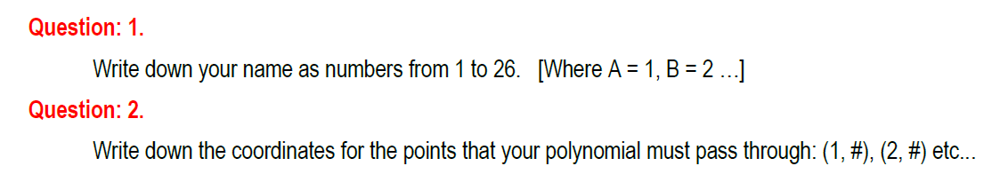 Question: 1.
Write down your name as numbers from 1 to 26. [Where A = 1, B = 2 ...]
Question: 2.
Write down the coordinates for the points that your polynomial must pass through: (1, #), (2, #) etc...